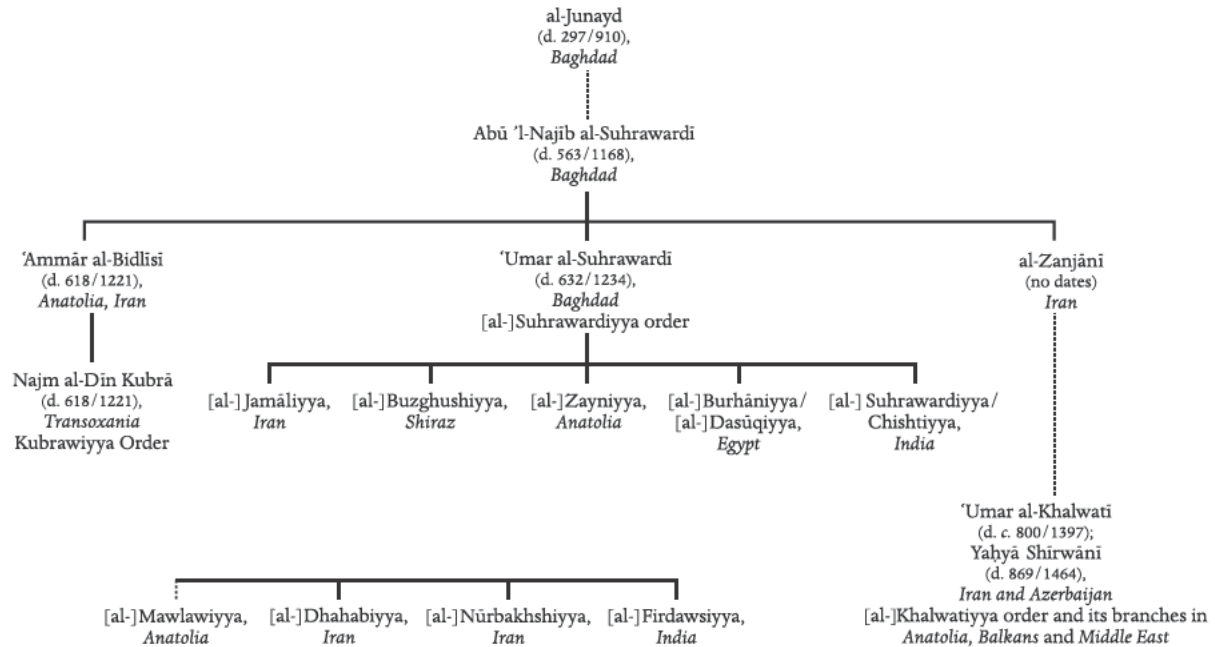 al-Junayd
(d. 297/910),
Baghdad
Abū ’l-Najīb al-Suhrawardī
(d. 563/1168),
Baghdad
ʿAmmār al-Bidlīsī
(d. 618/1221),
Anatolia, Iran
Najm al-Dīn Kubrā
(d. 618/1221),
Transoxania
Kubrawiyya Order
ʿUmar al-Suhrawardī
(d. 632/1234),
Baghdad
[al-]Suhrawardiyya order
al-Zanjānī
(no dates)
Iran
[al-]Jamāliyya,
Iran
[al-]Buzghushiyya,
Shiraz
[al-]Zayniyya,
Anatolia
[al-]Burhāniyya/
[al-]Dasūqiyya,
Egypt
[al-] Suhrawardiyya/
Chishtiyya,
India
ʿUmar al-Khalwatī
(d. c. 800/1397);
Yaḥyā Shīrwānī
(d. 869/1464),
Iran and Azerbaijan
[al-]Khalwatiyya order and its branches in
Anatolia, Balkans and Middle East
[al-]Mawlawiyya,
Anatolia
[al-]Dhahabiyya,
Iran
[al-]Nūrbakhshiyya,
Iran
[al-]Firdawsiyya,
India